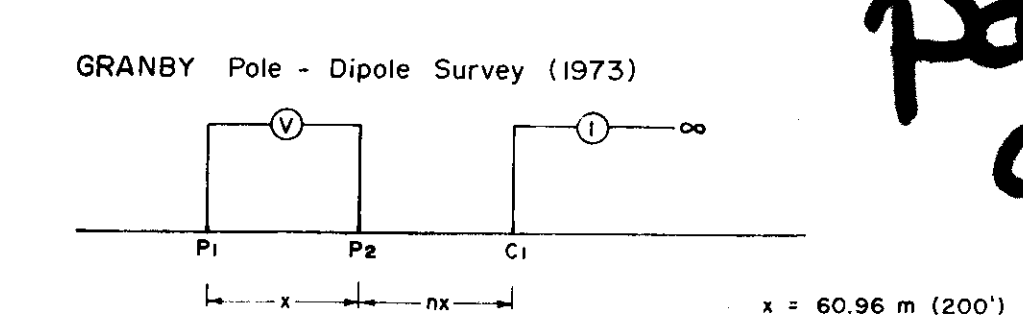 GRANBY Pole - Dipole Survey (1973)
V I ∞
P1 P2 C1
x nx
x = 60.96 m (200')